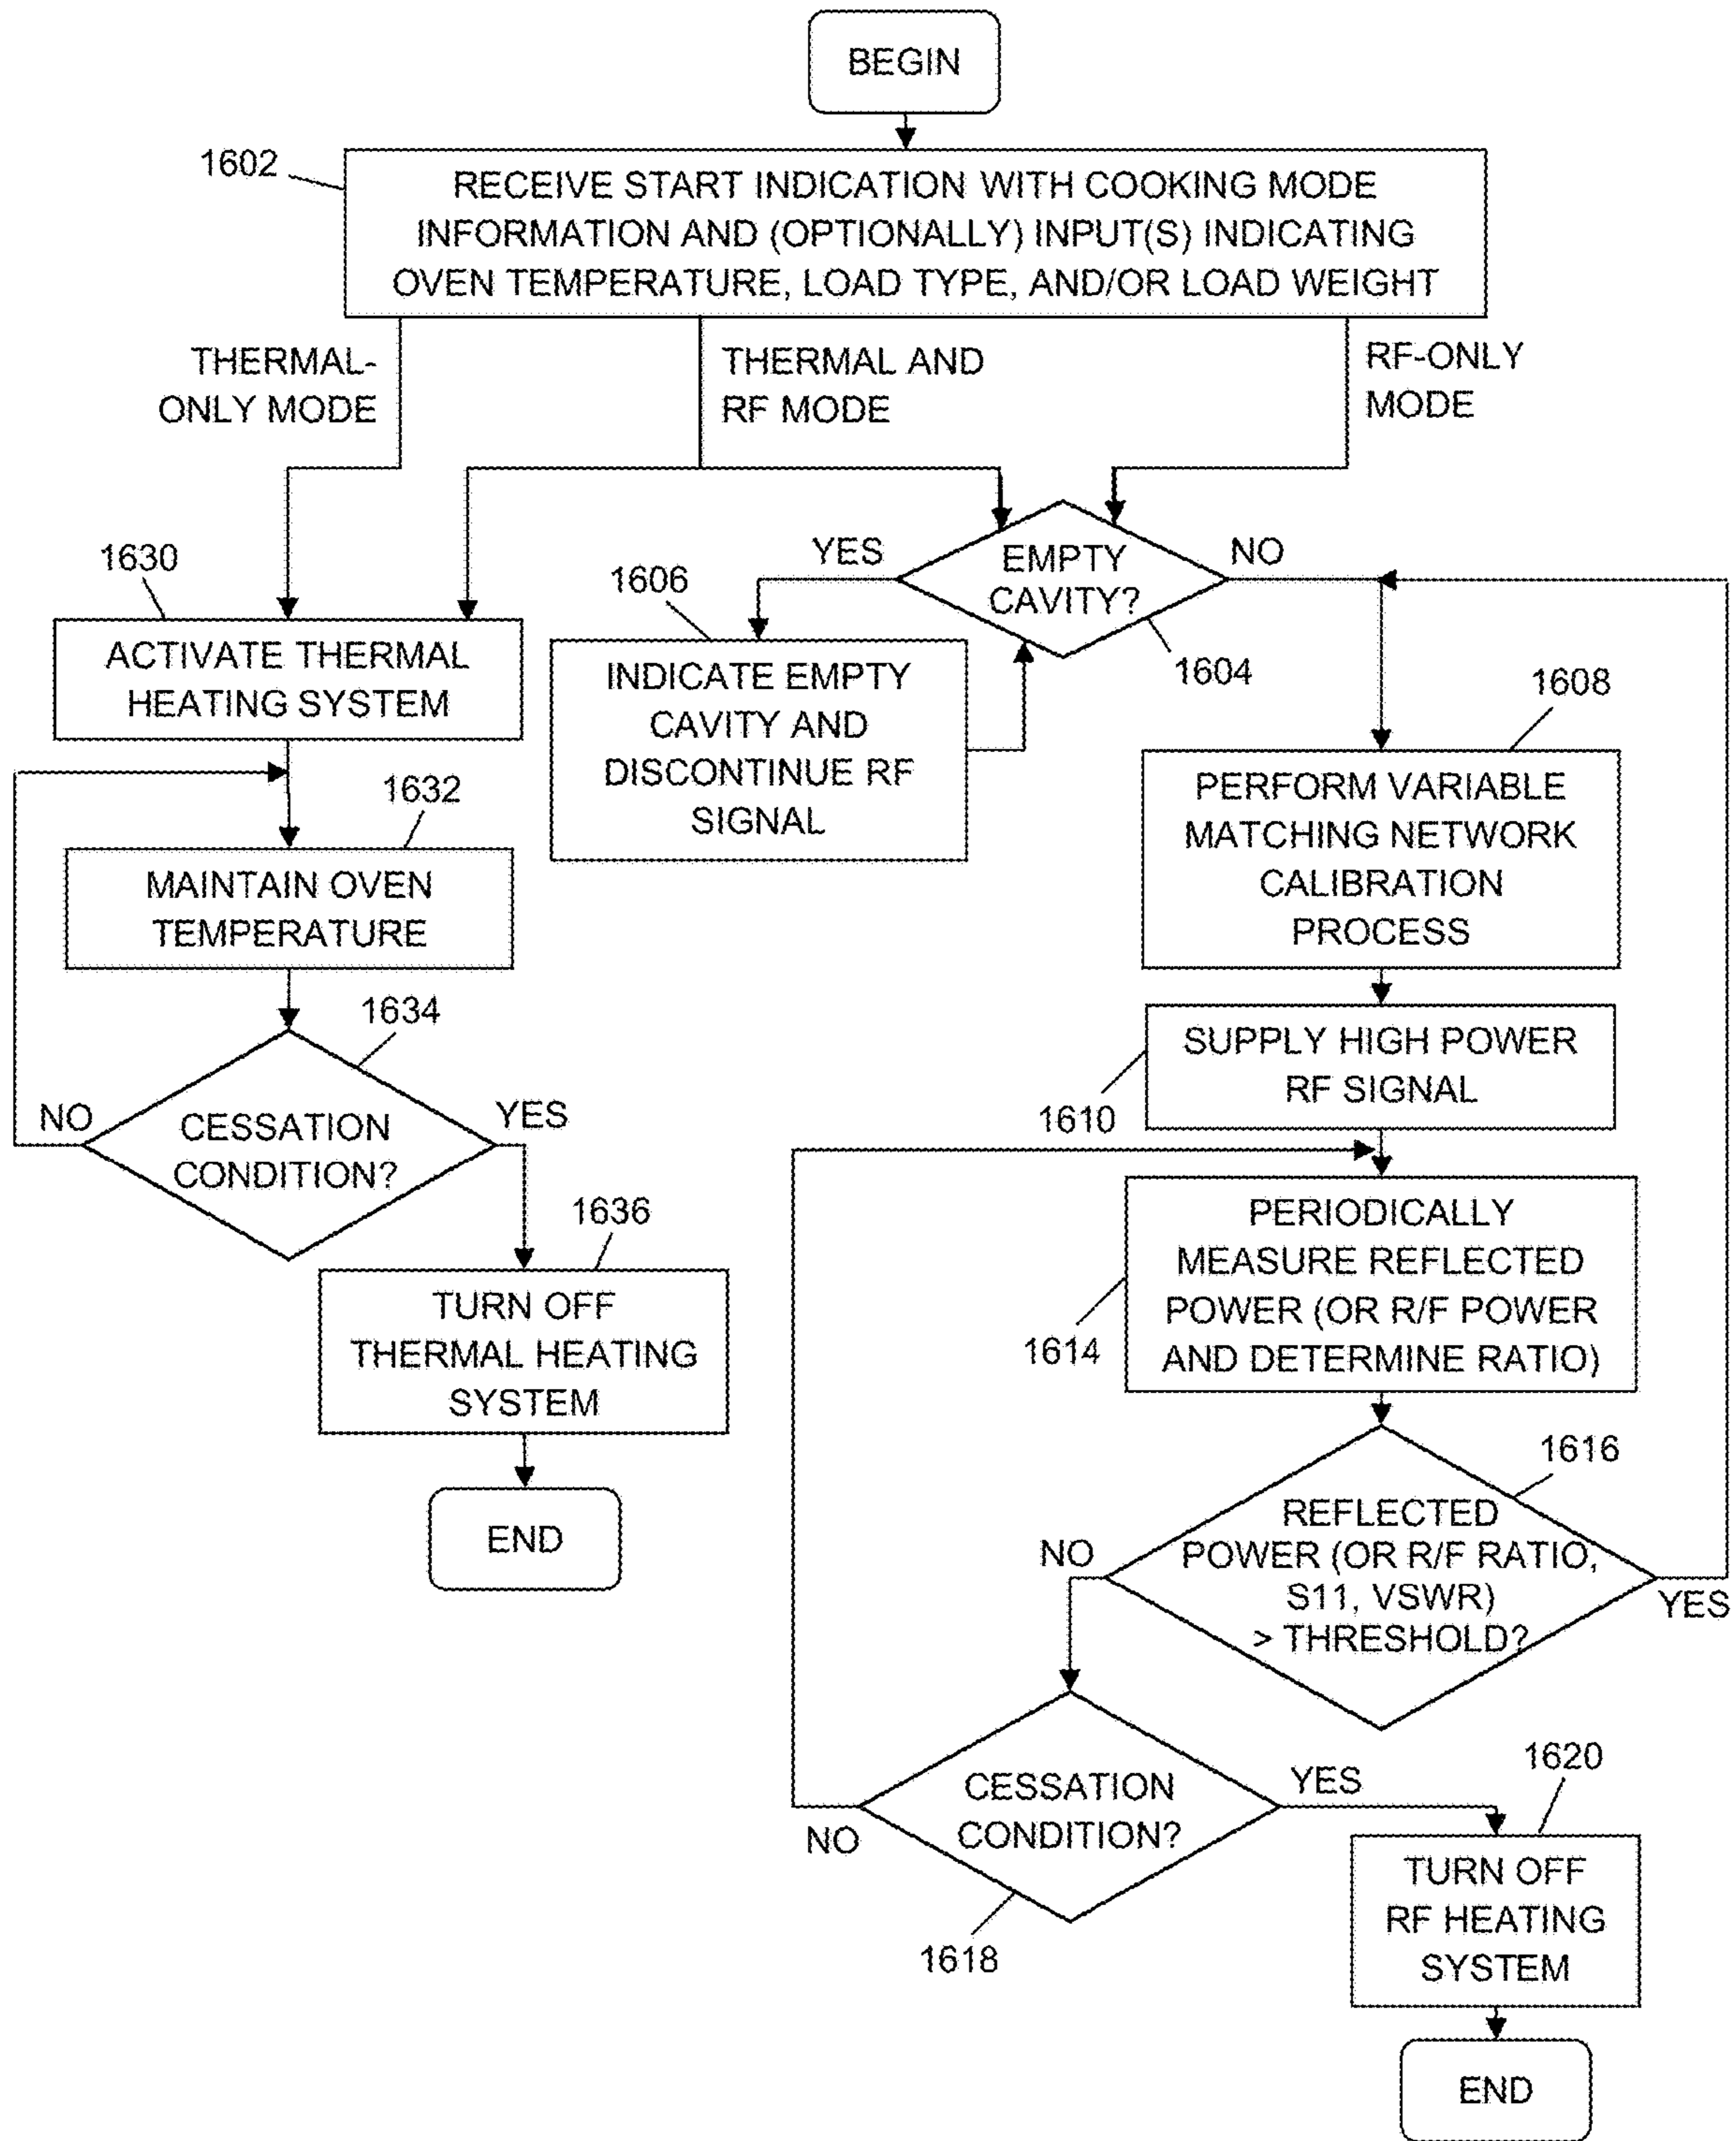 BEGIN
1602
RECEIVE START INDICATION WITH COOKING MODE
INFORMATION AND (OPTIONALLY) INPUT(S) INDICATING
OVEN TEMPERATURE, LOAD TYPE, AND/OR LOAD WEIGHT
THERMAL-
ONLY MODE
THERMAL AND
RF MODE
RF-ONLY
MODE
1630
ACTIVATE THERMAL
HEATING SYSTEM
1632
MAINTAIN OVEN
TEMPERATURE
1634
CESSATION
CONDITION?
NO
YES
1636
TURN OFF
THERMAL HEATING
SYSTEM
END
YES
EMPTY
CAVITY?
NO
1604
1606
INDICATE EMPTY
CAVITY AND
DISCONTINUE RF
SIGNAL
1608
PERFORM VARIABLE
MATCHING NETWORK
CALIBRATION
PROCESS
SUPPLY HIGH POWER
RF SIGNAL
1610
PERIODICALLY
MEASURE REFLECTED
POWER (OR R/F POWER
AND DETERMINE RATIO)
1614
1616
REFLECTED
POWER (OR R/F RATIO,
S11, VSWR)
> THRESHOLD?
NO
YES
CESSATION
CONDITION?
NO
YES
1618
1620
TURN OFF
RF HEATING
SYSTEM
END